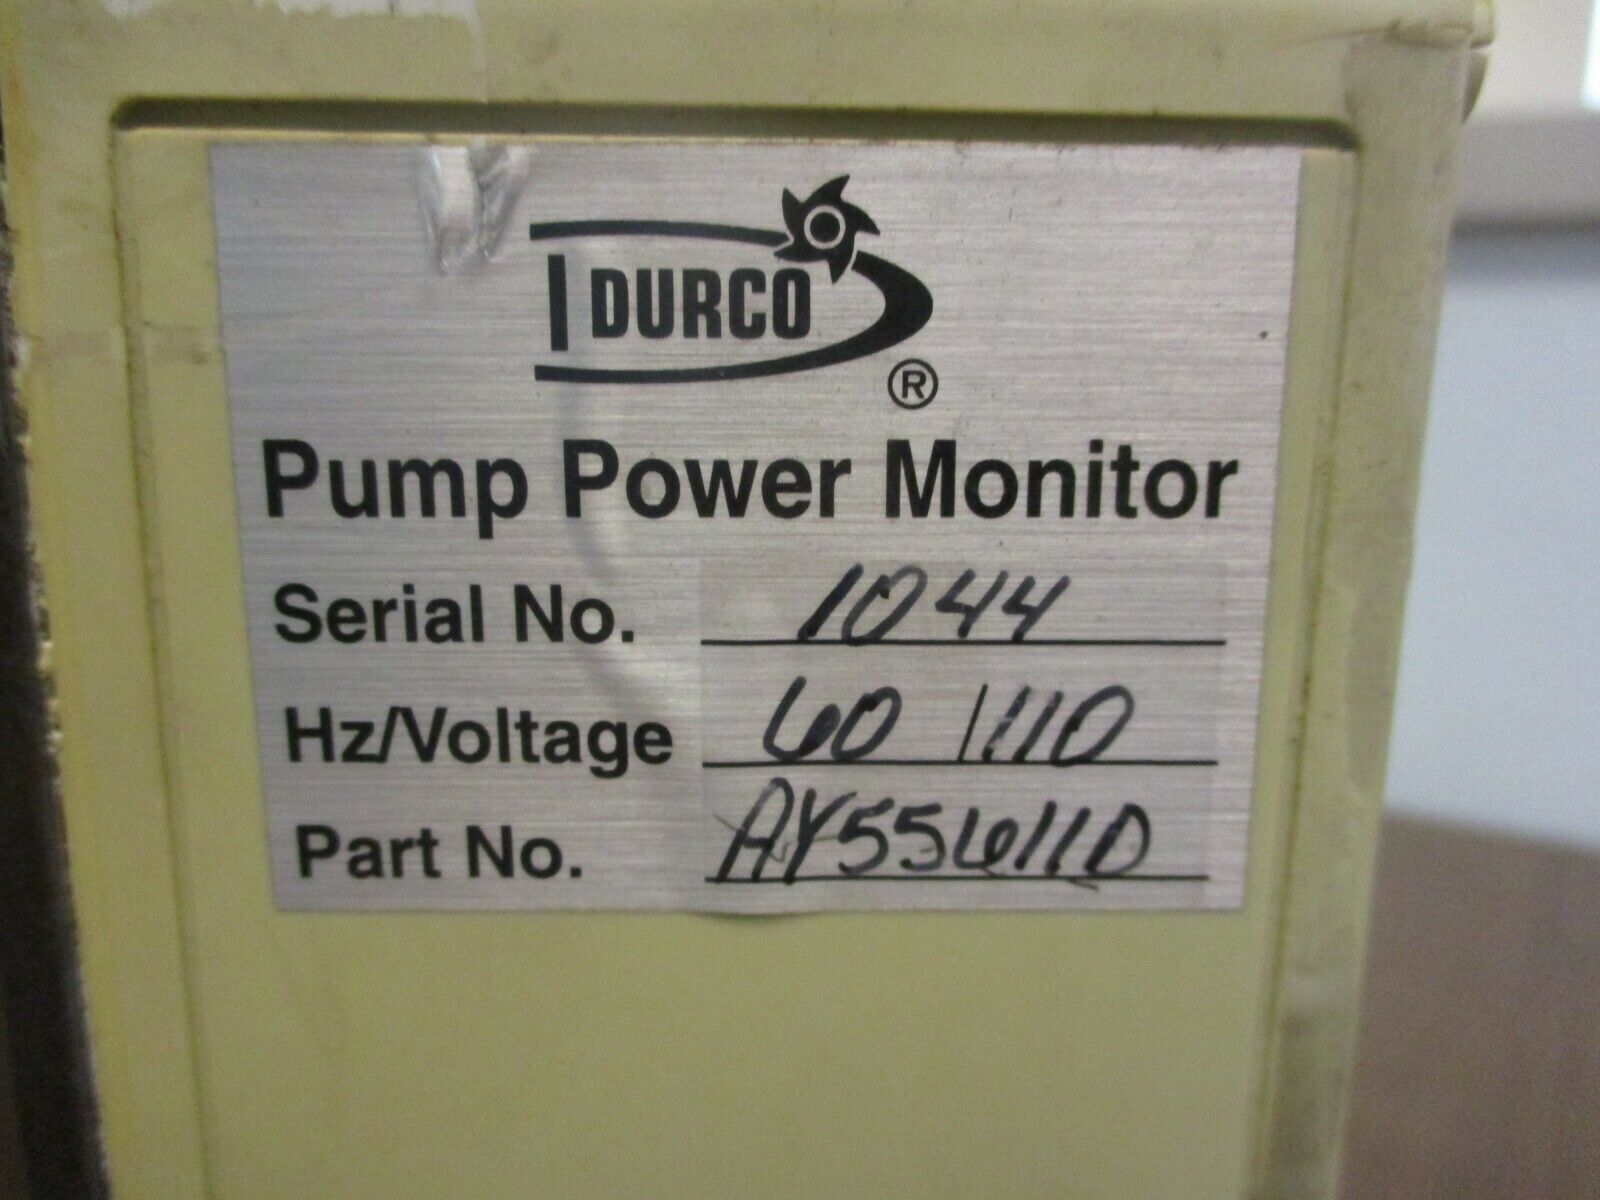 DURCO
®
Pump Power Monitor
Serial No. 1044
Hz/Voltage 60 / 110
Part No. AY556110